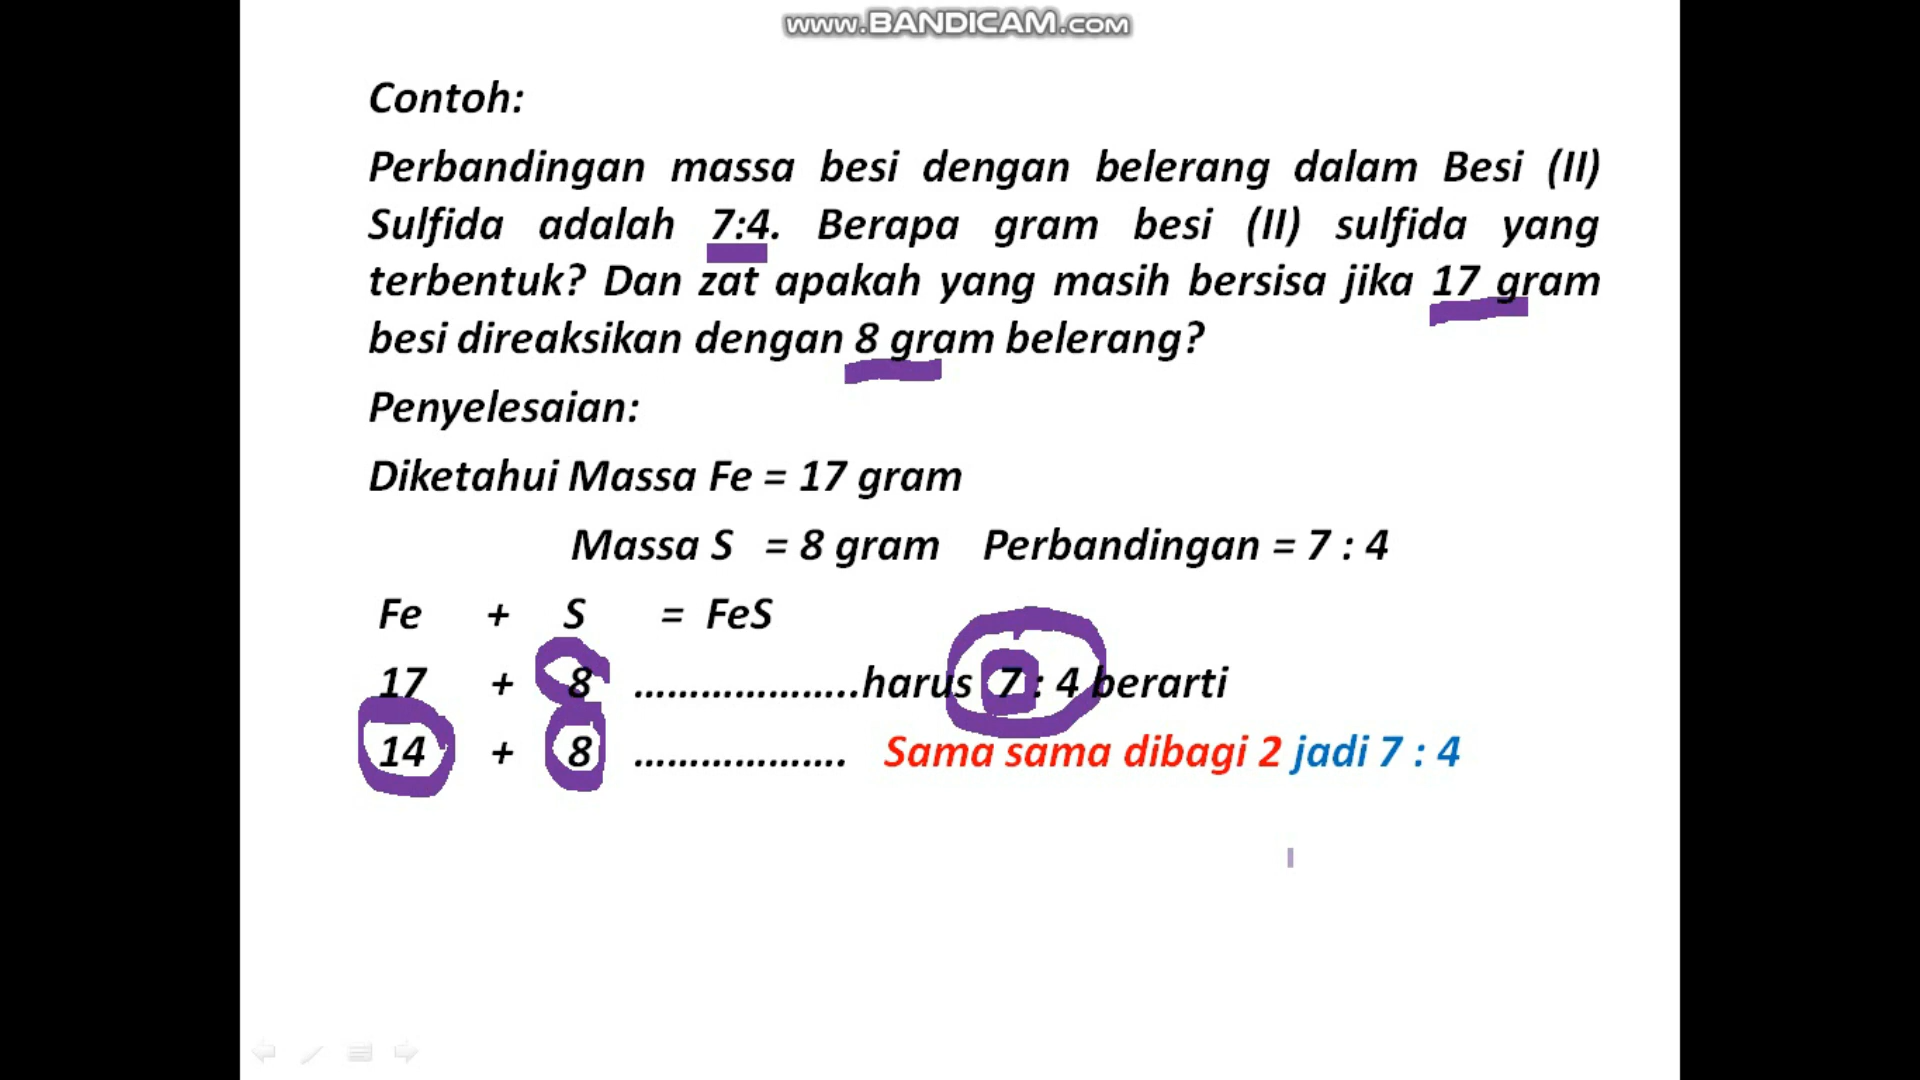 www.BANDICAM.com
Contoh:
Perbandingan massa besi dengan belerang dalam Besi (II)
Sulfida adalah 7:4. Berapa gram besi (II) sulfida yang
terbentuk? Dan zat apakah yang masih bersisa jika 17 gram
besi direaksikan dengan 8 gram belerang?
Penyelesaian:
Diketahui Massa Fe = 17 gram
Massa S = 8 gram Perbandingan = 7 : 4
Fe + S = FeS
17 + 8 .....................harus 7 : 4 berarti
14 + 8 .................... Sama sama dibagi 2 jadi 7 : 4